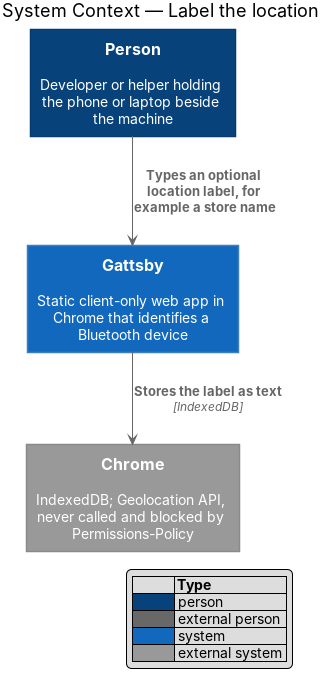 System Context — Label the location
Person
Developer or helper holding
the phone or laptop beside
the machine
Types an optional
location label, for
example a store name
Gattsby
Static client-only web app in
Chrome that identifies a
Bluetooth device
Stores the label as text
[IndexedDB]
Chrome
IndexedDB; Geolocation API,
never called and blocked by
Permissions-Policy
Type
person
external person
system
external system